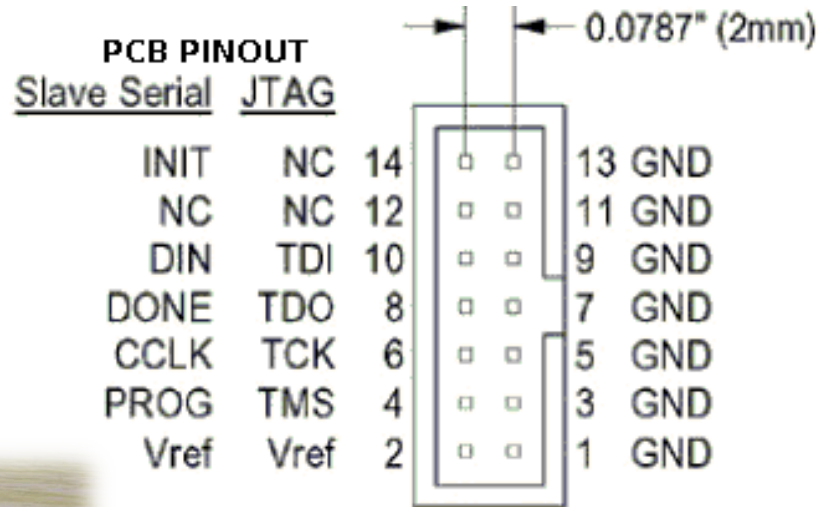 0.0787" (2mm)
PCB PINOUT
Slave Serial JTAG
INIT NC 14 13 GND
NC NC 12 11 GND
DIN TDI 10 9 GND
DONE TDO 8 7 GND
CCLK TCK 6 5 GND
PROG TMS 4 3 GND
Vref Vref 2 1 GND